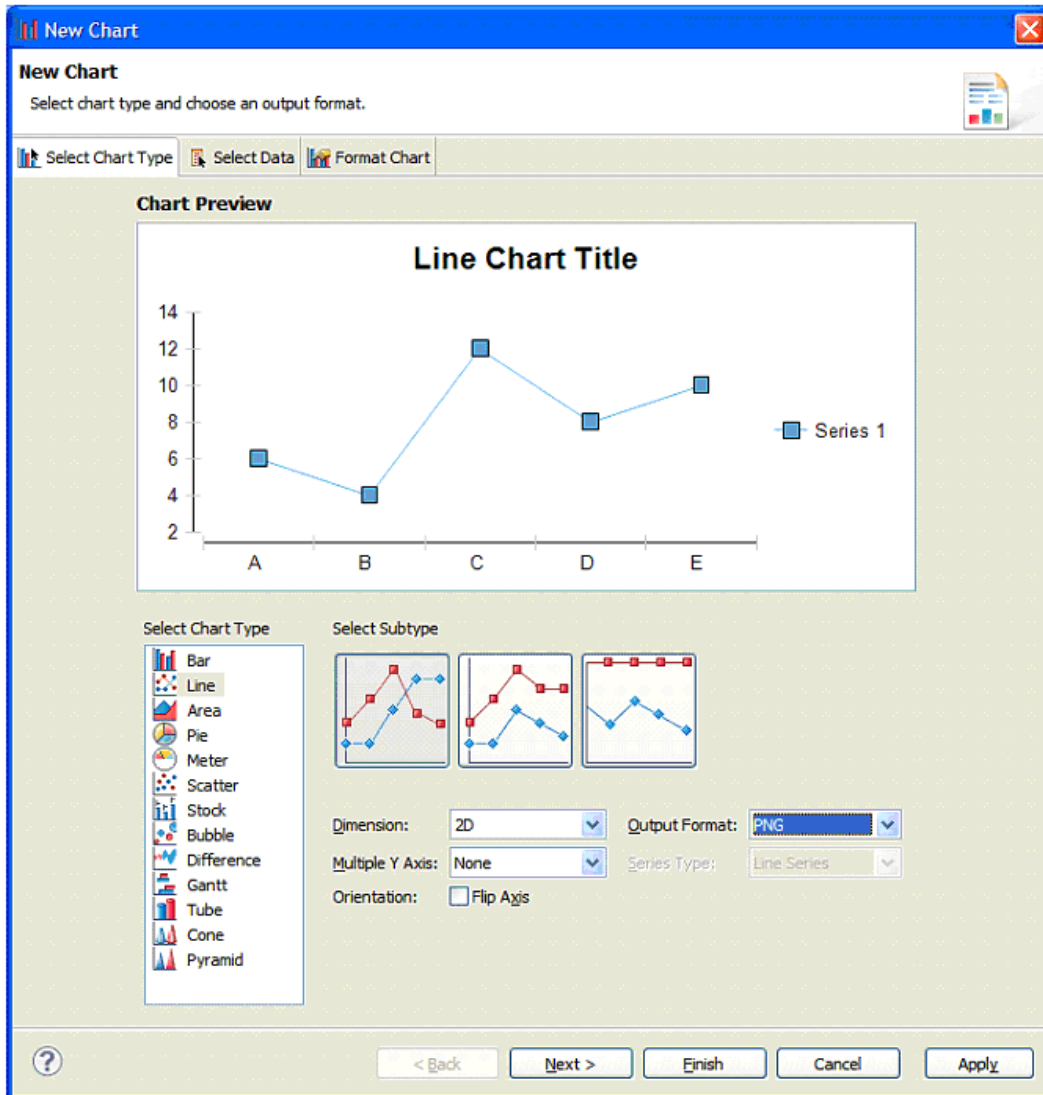 New Chart
New Chart
Select chart type and choose an output format.
Select Chart Type Select Data Format Chart
Chart Preview
Line Chart Title
14
12
10
8
6
4
2
A B C D E
Series 1
Select Chart Type
Bar
Line
Area
Pie
Meter
Scatter
Stock
Bubble
Difference
Gantt
Tube
Cone
Pyramid
Select Subtype
Dimension: 2D Output Format: PNG
Multiple Y Axis: None Series Type: Line Series
Orientation: Flip Axis
? < Back Next > Finish Cancel Apply